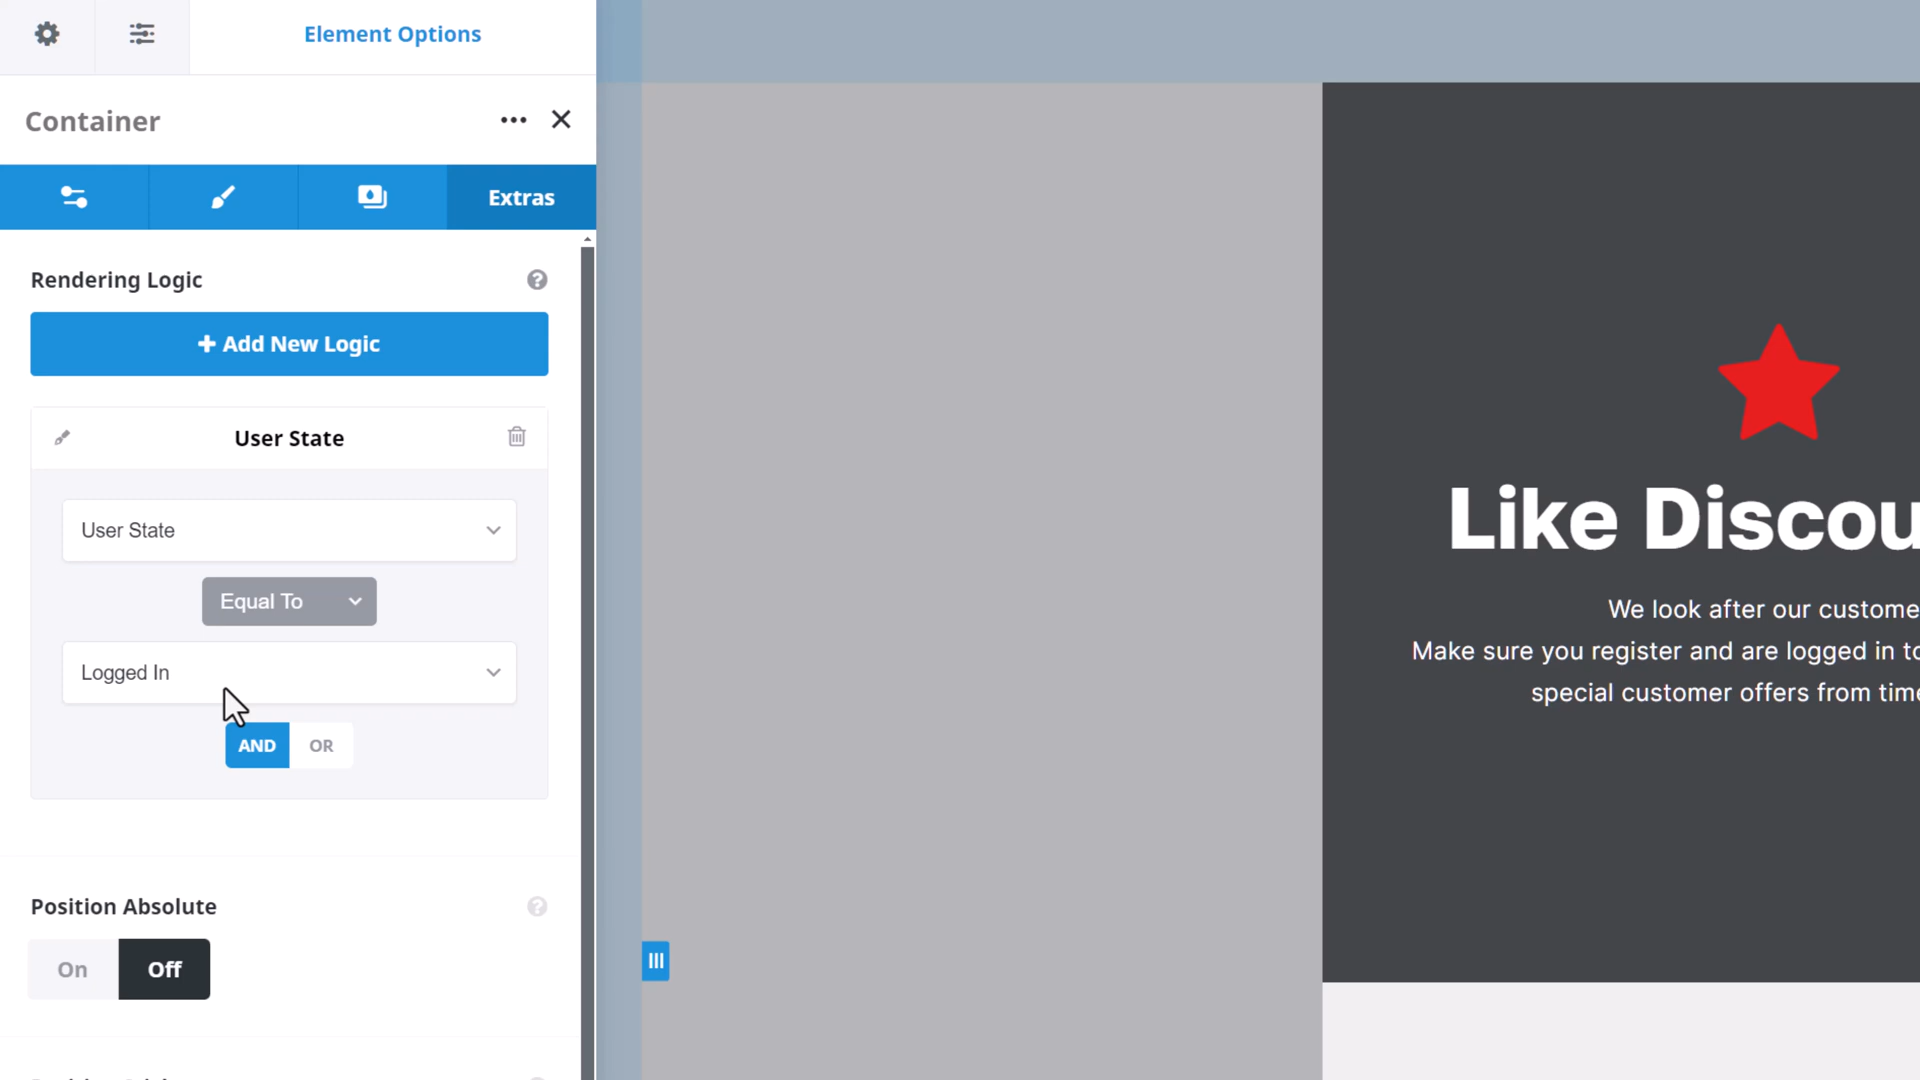 Element Options
Container
Extras
Rendering Logic
Add New Logic
User State
User State
Equal To
Logged In
AND OR
Position Absolute
On Off
Like Discou
We look after our custome
Make sure you register and are logged in to
special customer offers from time